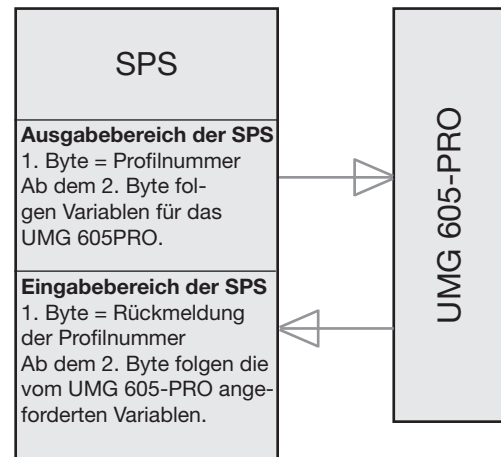 SPS
Ausgabebereich der SPS
1. Byte = Profilnummer
Ab dem 2. Byte fol-
gen Variablen für das
UMG 605PRO.
Eingabebereich der SPS
1. Byte = Rückmeldung
der Profilnummer
Ab dem 2. Byte folgen die
vom UMG 605-PRO ange-
forderten Variablen.
UMG 605-PRO